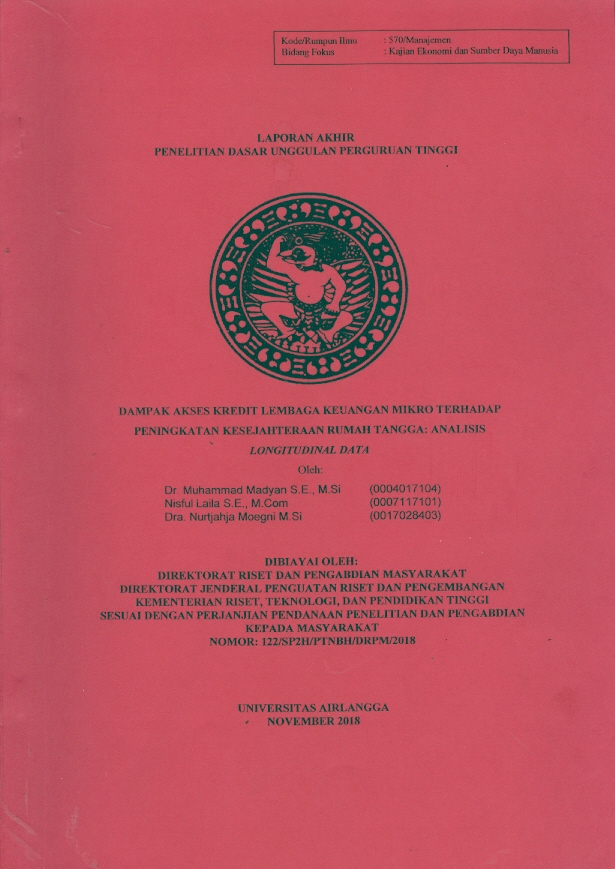 Kode/Rumpun Ilmu : 570/Manajemen
Bidang Fokus : Kajian Ekonomi dan Sumber Daya Manusia
LAPORAN AKHIR
PENELITIAN DASAR UNGGULAN PERGURUAN TINGGI
DAMPAK AKSES KREDIT LEMBAGA KEUANGAN MIKRO TERHADAP
PENINGKATAN KESEJAHTERAAN RUMAH TANGGA: ANALISIS
LONGITUDINAL DATA
Oleh:
Dr. Muhammad Madyan S.E., M.Si (0004017104)
Nisful Laila S.E., M.Com (0007117101)
Dra. Nurtjahja Moegni M.Si (0017028403)
DIBIAYAI OLEH:
DIREKTORAT RISET DAN PENGABDIAN MASYARAKAT
DIREKTORAT JENDERAL PENGUATAN RISET DAN PENGEMBANGAN
KEMENTERIAN RISET, TEKNOLOGI, DAN PENDIDIKAN TINGGI
SESUAI DENGAN PERJANJIAN PENDANAAN PENELITIAN DAN PENGABDIAN
KEPADA MASYARAKAT
NOMOR: 122/SP2H/PTNBH/DRPM/2018
UNIVERSITAS AIRLANGGA
NOVEMBER 2018